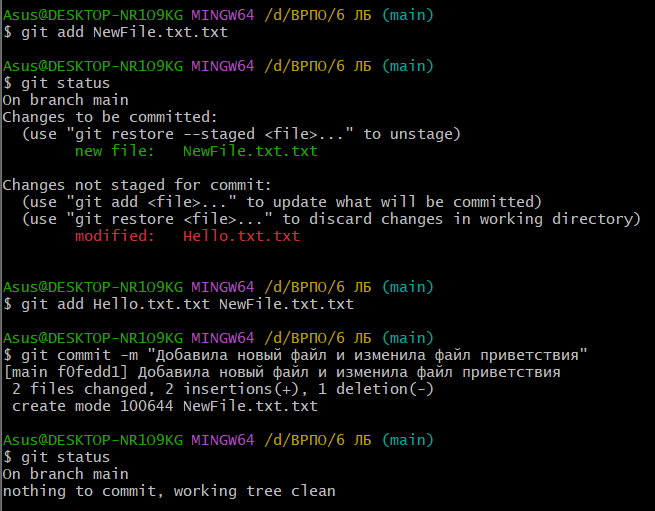 Asus@DESKTOP-NR1O9KG MINGW64 /d/ВРПО/6 ЛБ (main)
$ git add NewFile.txt.txt
Asus@DESKTOP-NR1O9KG MINGW64 /d/ВРПО/6 ЛБ (main)
$ git status
On branch main
Changes to be committed:
  (use "git restore --staged <file>..." to unstage)
        new file:   NewFile.txt.txt
Changes not staged for commit:
  (use "git add <file>..." to update what will be committed)
  (use "git restore <file>..." to discard changes in working directory)
        modified:   Hello.txt.txt
Asus@DESKTOP-NR1O9KG MINGW64 /d/ВРПО/6 ЛБ (main)
$ git add Hello.txt.txt NewFile.txt.txt
Asus@DESKTOP-NR1O9KG MINGW64 /d/ВРПО/6 ЛБ (main)
$ git commit -m "Добавила новый файл и изменила файл приветствия"
[main f0fedd1] Добавила новый файл и изменила файл приветствия
 2 files changed, 2 insertions(+), 1 deletion(-)
 create mode 100644 NewFile.txt.txt
Asus@DESKTOP-NR1O9KG MINGW64 /d/ВРПО/6 ЛБ (main)
$ git status
On branch main
nothing to commit, working tree clean